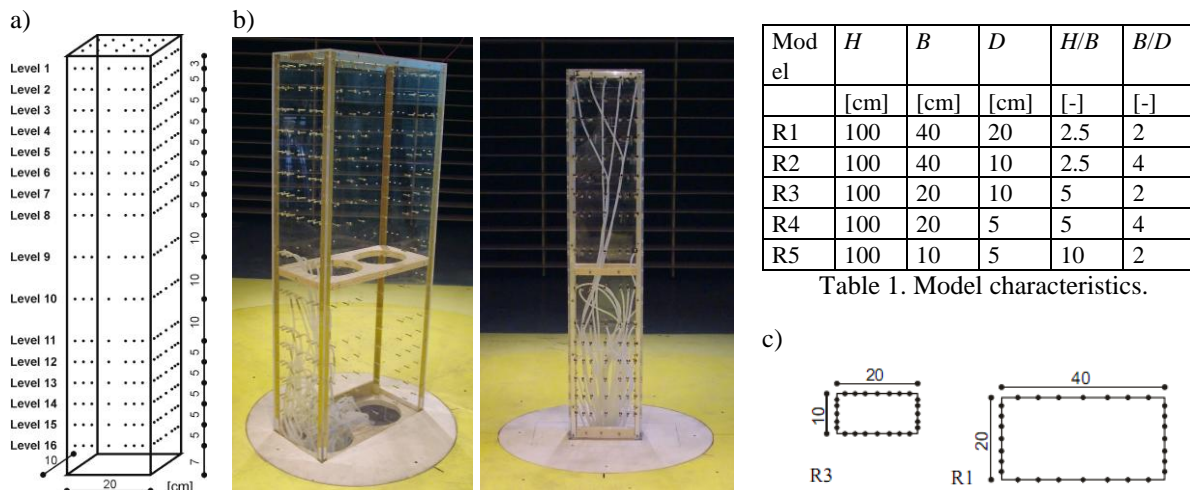 a)
Level 1
Level 2
Level 3
Level 4
Level 5
Level 6
Level 7
Level 8
Level 9
Level 10
Level 11
Level 12
Level 13
Level 14
Level 15
Level 16
3
5
5
5
5
5
5
5
10
10
10
5
5
5
5
5
7
10
20
[cm]
b)
Mod el H B D H/B B/D
[cm] [cm] [cm] [-] [-]
R1 100 40 20 2.5 2
R2 100 40 10 2.5 4
R3 100 20 10 5 2
R4 100 20 5 5 4
R5 100 10 5 10 2
Table 1. Model characteristics.
c)
20
10
R3
40
20
R1